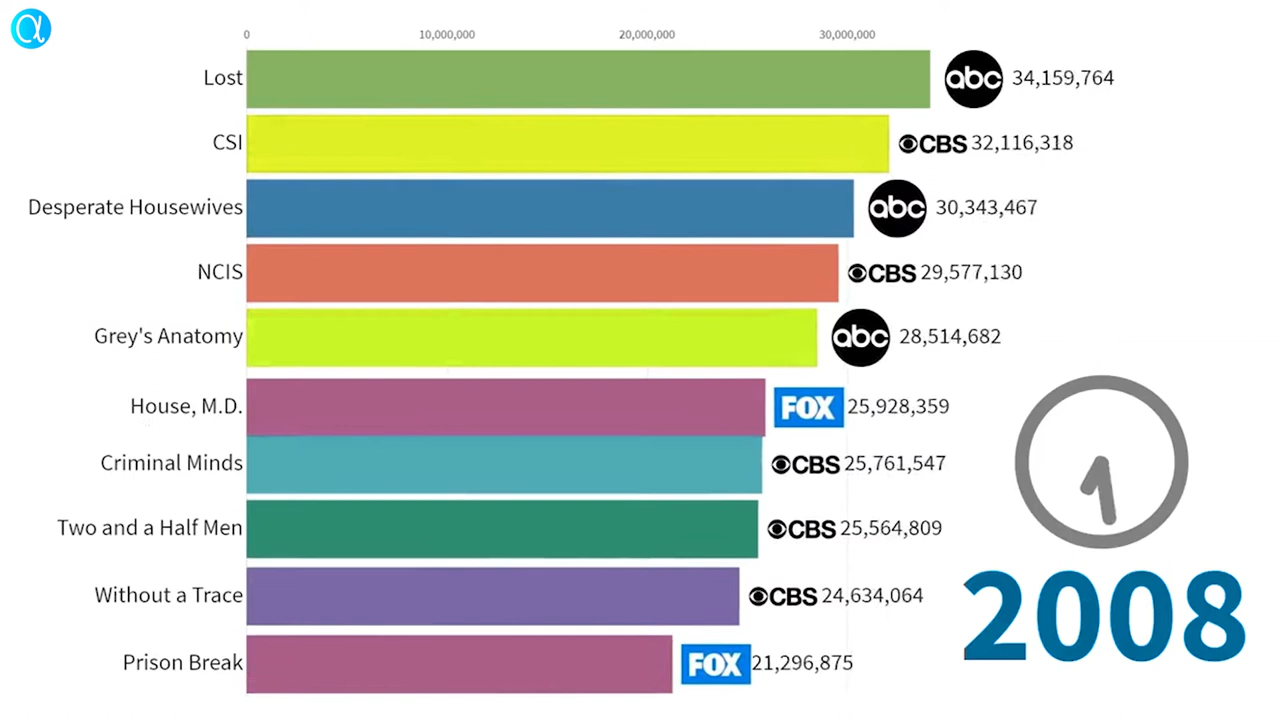 α
0 10,000,000 20,000,000 30,000,000
Lost abc 34,159,764
CSI CBS 32,116,318
Desperate Housewives abc 30,343,467
NCIS CBS 29,577,130
Grey's Anatomy abc 28,514,682
House, M.D. FOX 25,928,359
Criminal Minds CBS 25,761,547
Two and a Half Men CBS 25,564,809
Without a Trace CBS 24,634,064
Prison Break FOX 21,296,875
2008